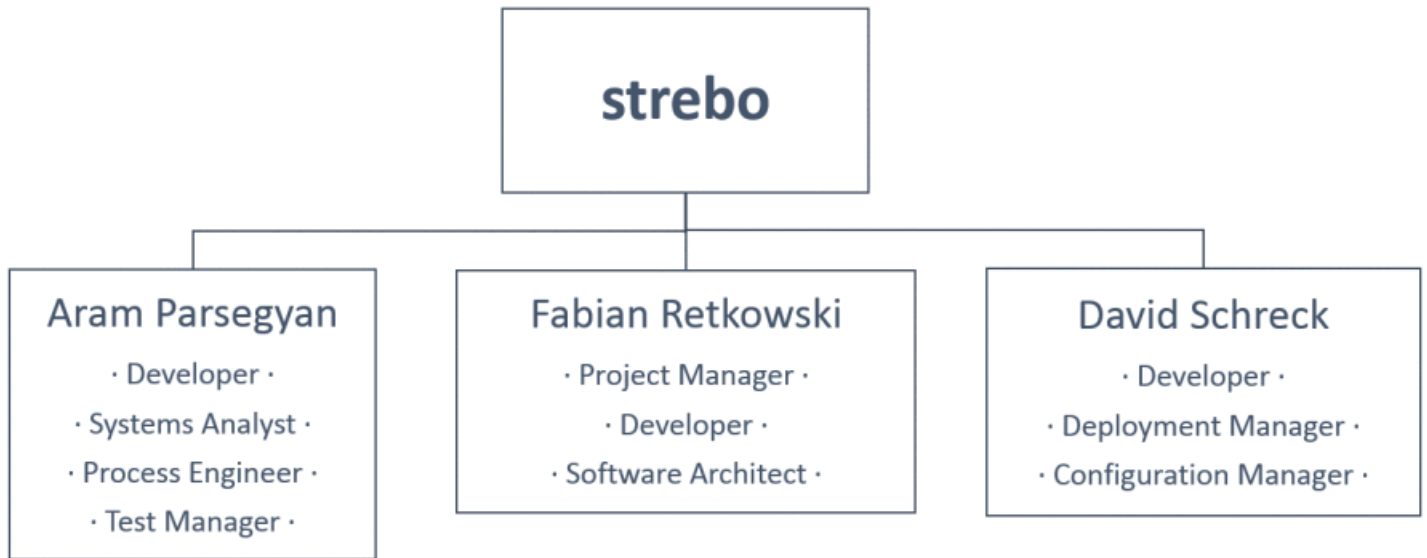 strebo
Aram Parsegyan
· Developer ·
· Systems Analyst ·
· Process Engineer ·
· Test Manager ·
Fabian Retkowski
· Project Manager ·
· Developer ·
· Software Architect ·
David Schreck
· Developer ·
· Deployment Manager ·
· Configuration Manager ·